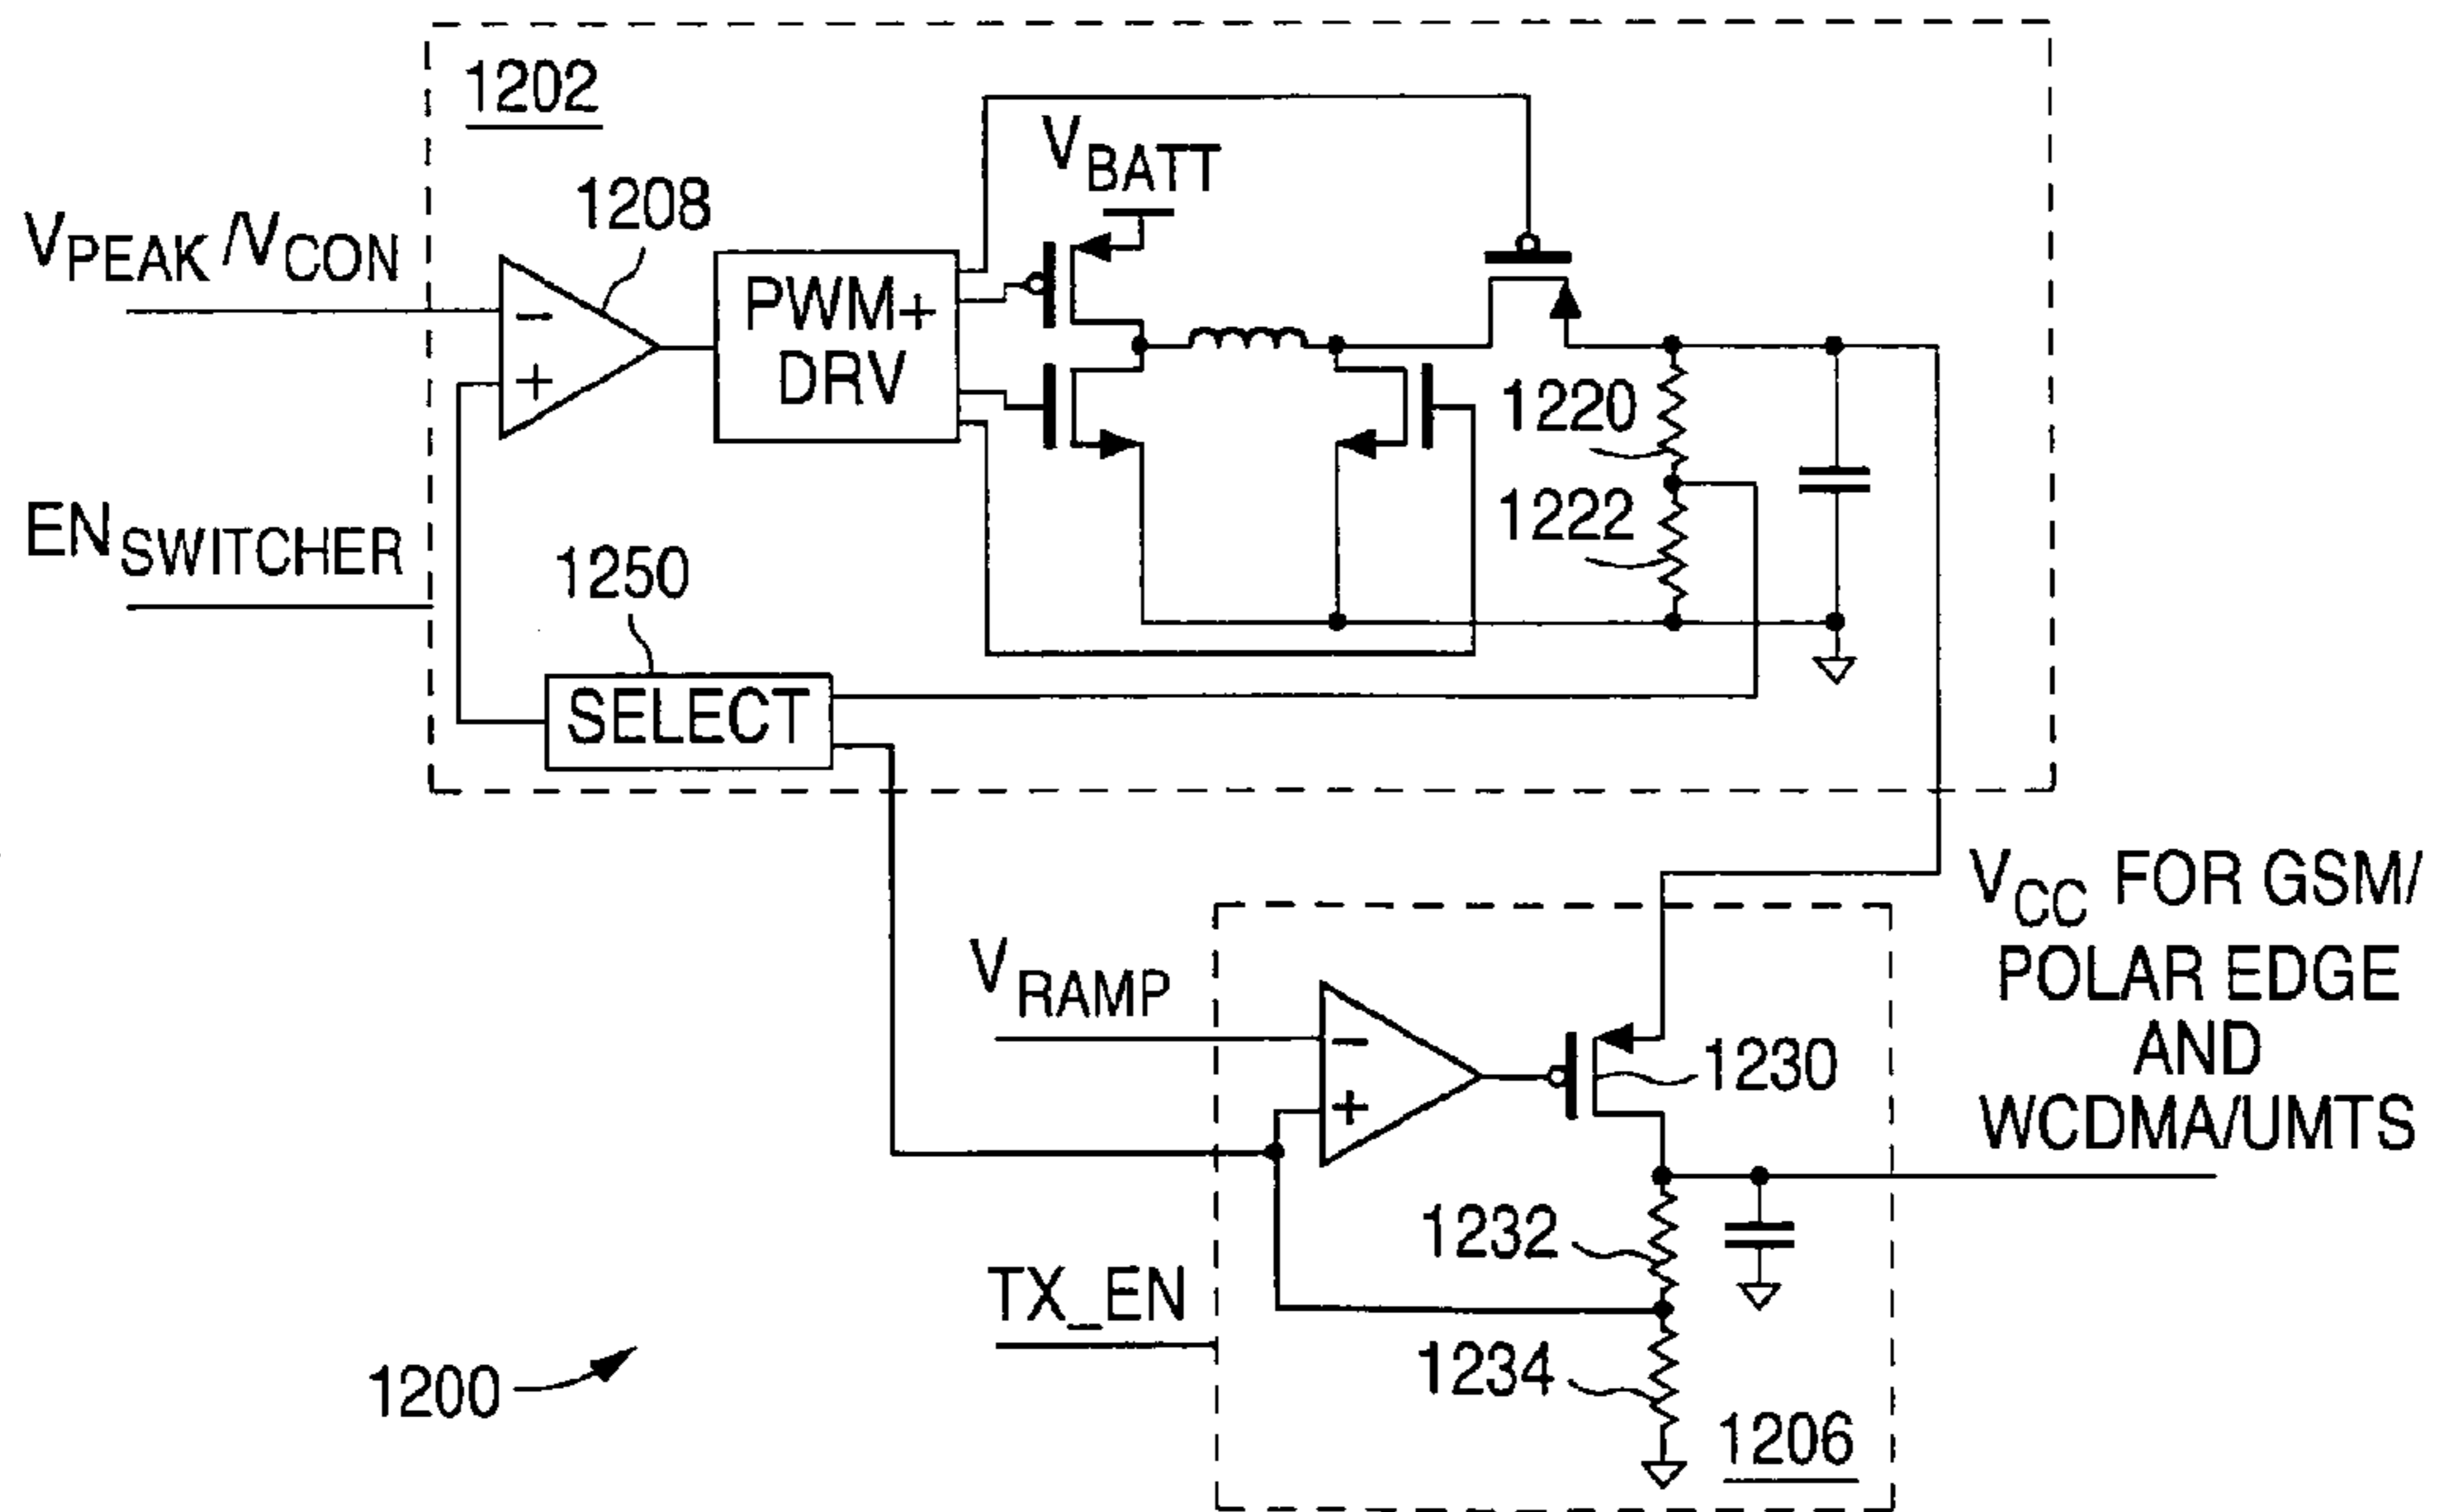 1202
VBATT
1208
VPEAK /VCON
PWM+
DRV
1220
1222
ENSWITCHER
1250
SELECT
VCC FOR GSM/
POLAR EDGE
AND
WCDMA/UMTS
VRAMP
1230
1232
TX_EN
1234
1200
1206